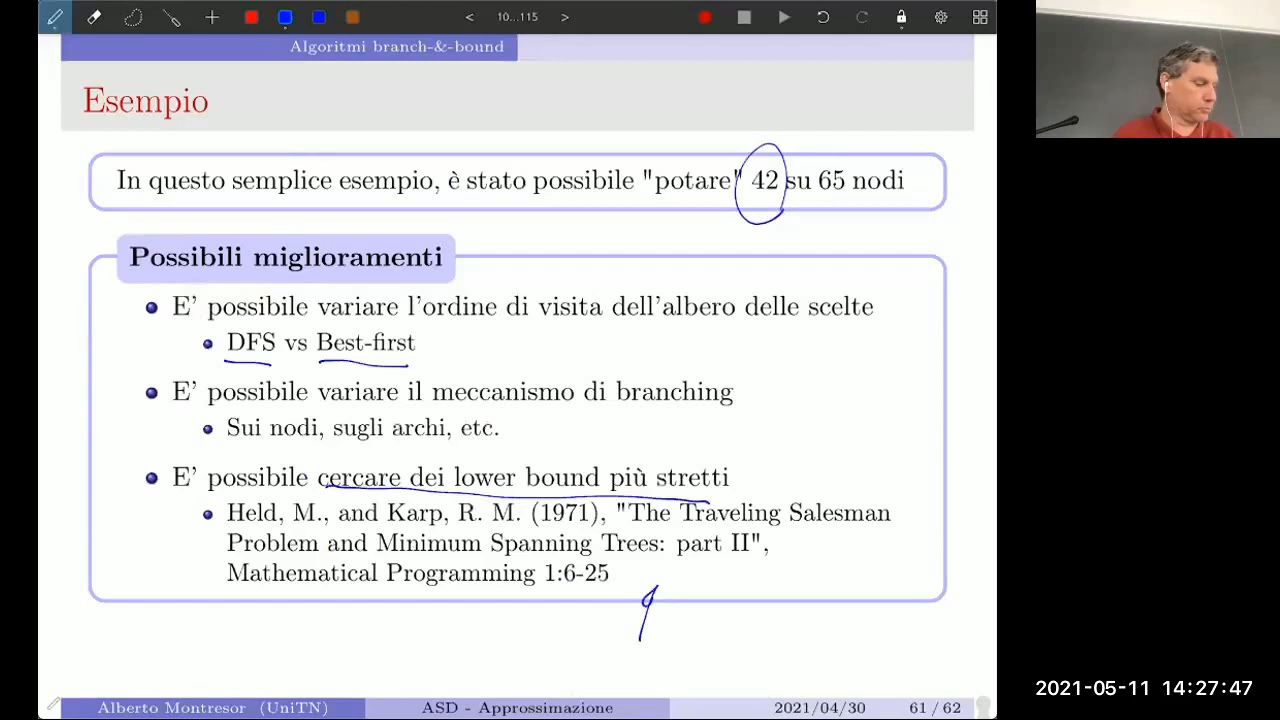 10...115
Algoritmi branch-&-bound
Esempio
In questo semplice esempio, è stato possibile "potare" 42 su 65 nodi
Possibili miglioramenti
E' possibile variare l'ordine di visita dell'albero delle scelte
DFS vs Best-first
E' possibile variare il meccanismo di branching
Sui nodi, sugli archi, etc.
E' possibile cercare dei lower bound più stretti
Held, M., and Karp, R. M. (1971), "The Traveling Salesman
Problem and Minimum Spanning Trees: part II",
Mathematical Programming 1:6-25
Alberto Montresor (UniTN) ASD - Approssimazione 2021/04/30 61 / 62
2021-05-11 14:27:47